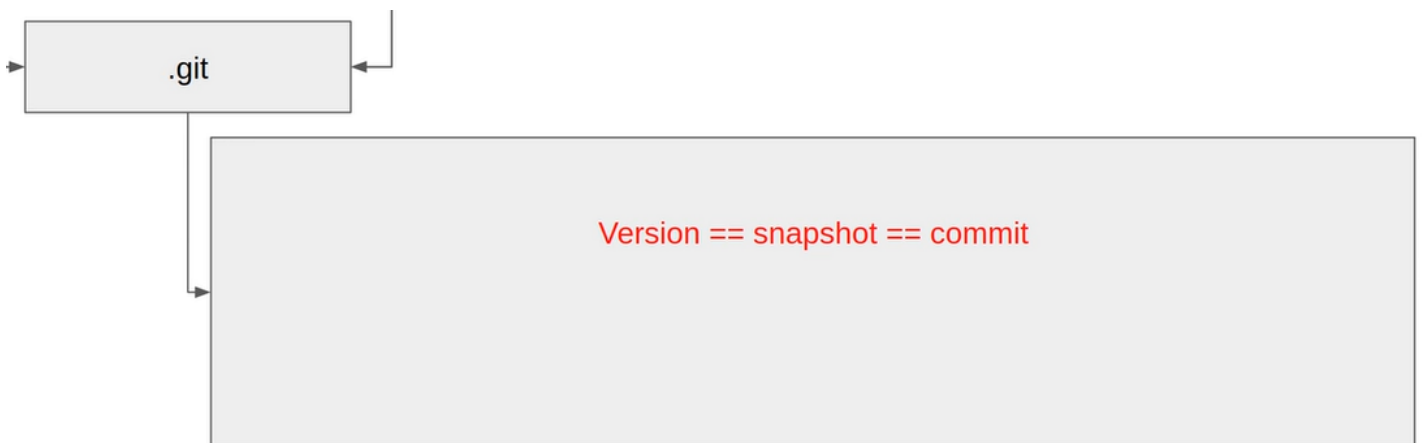 .git
Version == snapshot == commit